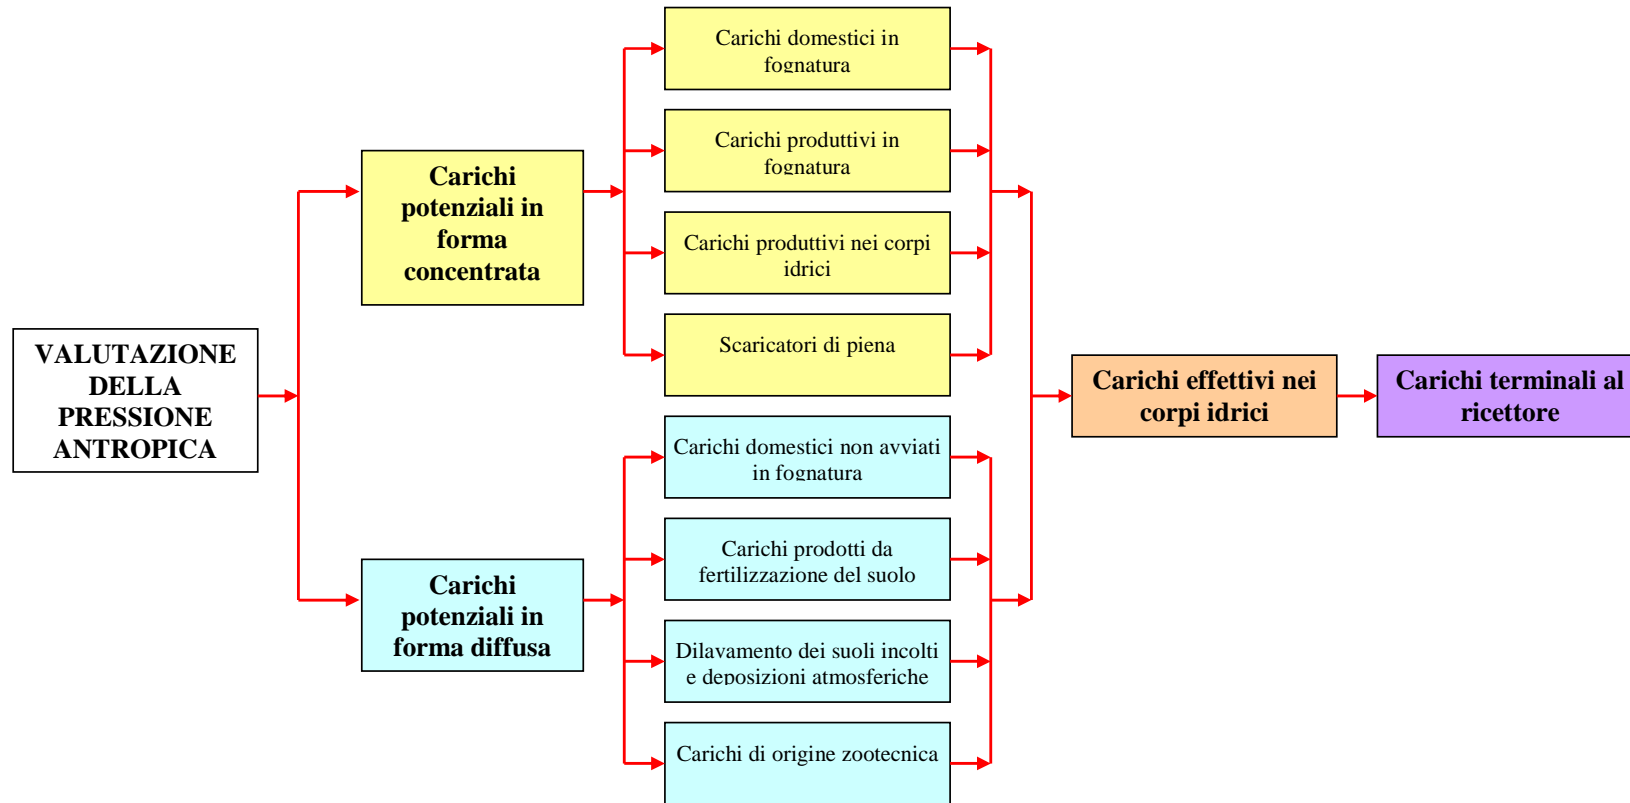 VALUTAZIONE
DELLA
PRESSIONE
ANTROPICA
Carichi
potenziali in
forma
concentrata
Carichi
potenziali in
forma diffusa
Carichi domestici in
fognatura
Carichi produttivi in
fognatura
Carichi produttivi nei corpi
idrici
Scaricatori di piena
Carichi domestici non avviati
in fognatura
Carichi prodotti da
fertilizzazione del suolo
Dilavamento dei suoli incolti
e deposizioni atmosferiche
Carichi di origine zootecnica
Carichi effettivi nei
corpi idrici
Carichi terminali al
ricettore